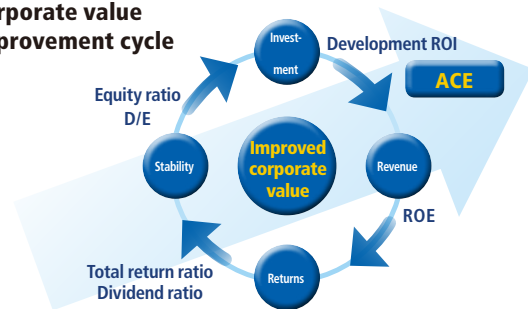 rporate value
provement cycle
Invest-
ment
Development ROI
ACE
Equity ratio
D/E
Stability
Improved
corporate
value
Revenue
ROE
Total return ratio
Dividend ratio
Returns